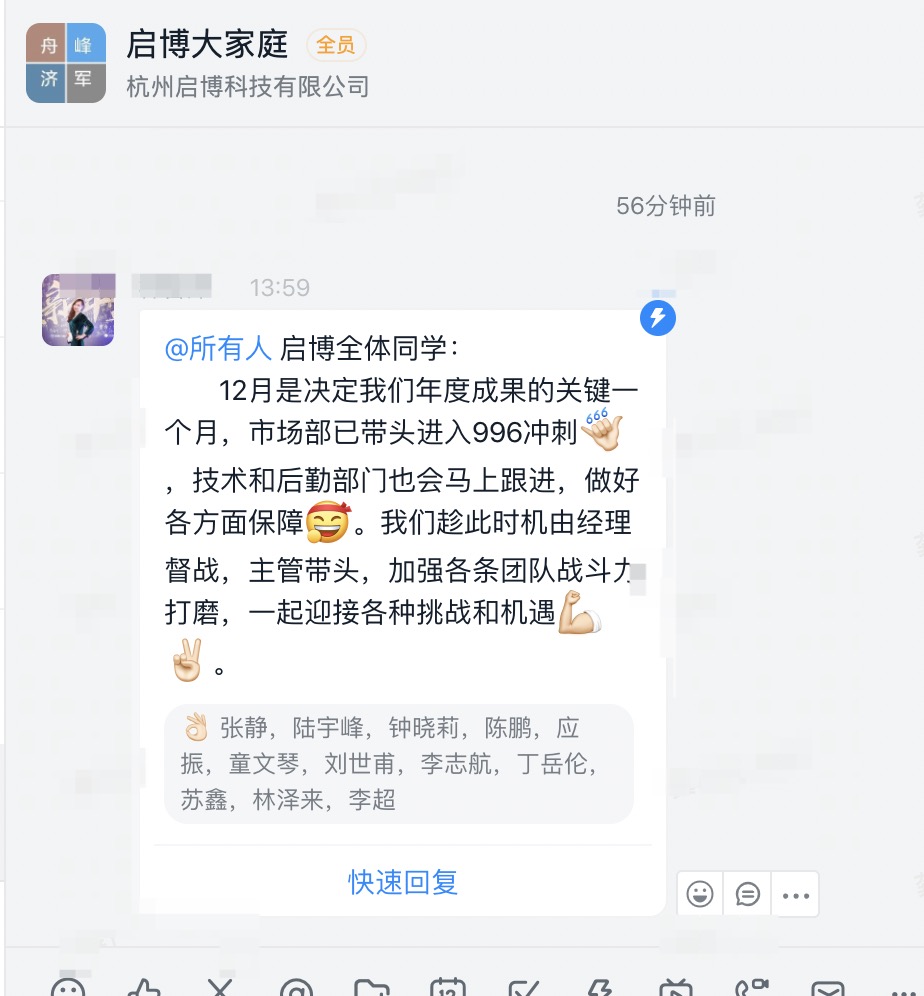 舟 峰
济 军
启博大家庭 全员
杭州启博科技有限公司
56分钟前
13:59
@所有人 启博全体同学：
12月是决定我们年度成果的关键一
个月，市场部已带头进入996冲刺
，技术和后勤部门也会马上跟进，做好
各方面保障。我们趁此时机由经理
督战，主管带头，加强各条团队战斗力
打磨，一起迎接各种挑战和机遇
。
张静，陆宇峰，钟晓莉，陈鹏，应
振，童文琴，刘世甫，李志航，丁岳伦，
苏鑫，林泽来，李超
快速回复
12